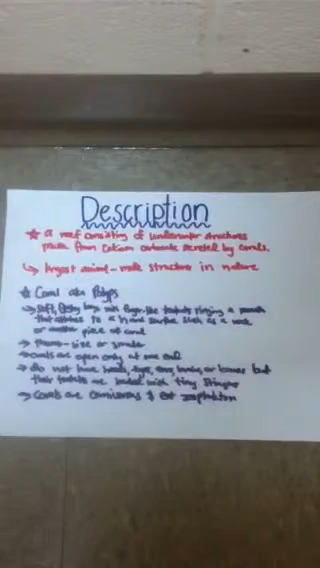 Description
★ a reef consisting of underwater structures
made from calcium carbonate secreted by corals.
↳ largest animal-made structure in nature
★ Coral aka Polyps
↳ soft, fleshy bags with finger-like tentacles ringing a mouth
that attaches to a hard surface such as a rock
or another piece of coral
→ thumb-size or smaller
→ corals are open only at one end
→ do not have heads, eyes, ears, or bones but
their tentacles are loaded with tiny stingers
→ Corals are carnivorous & eat zooplankton